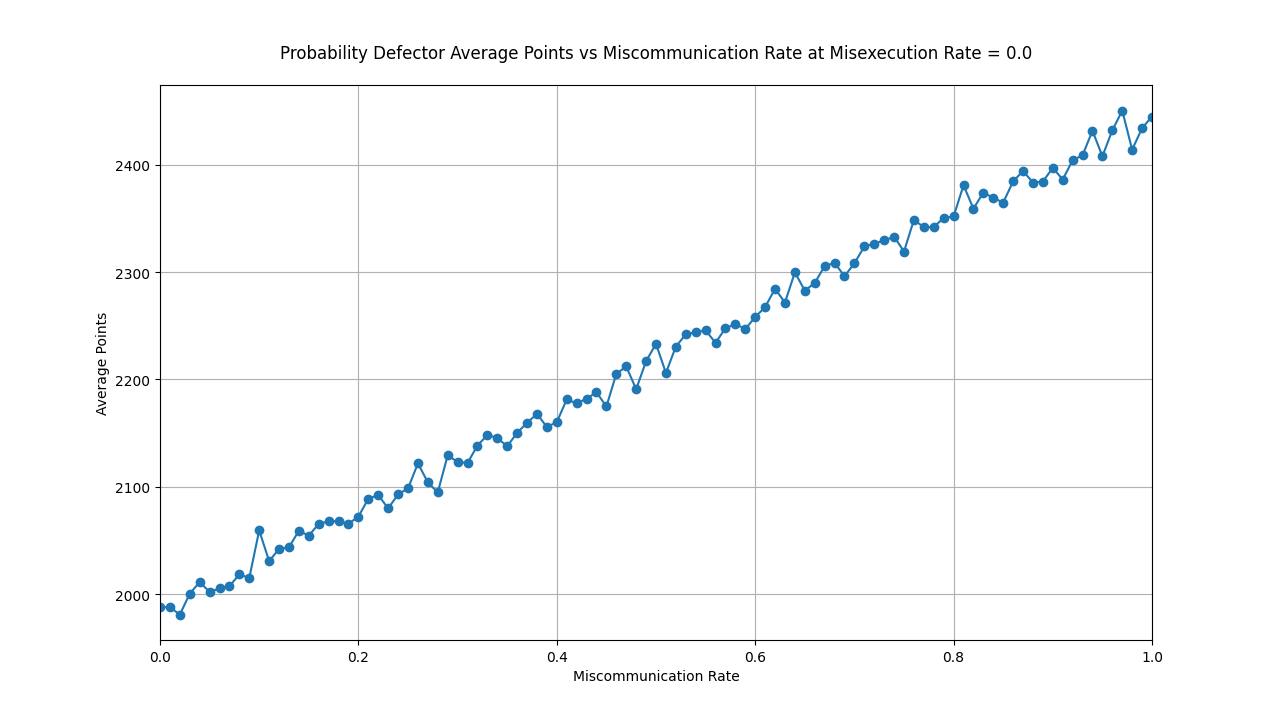 Probability Defector Average Points vs Miscommunication Rate at Misexecution Rate = 0.0
Average Points
2400
2300
2200
2100
2000
0.0 0.2 0.4 0.6 0.8 1.0
Miscommunication Rate